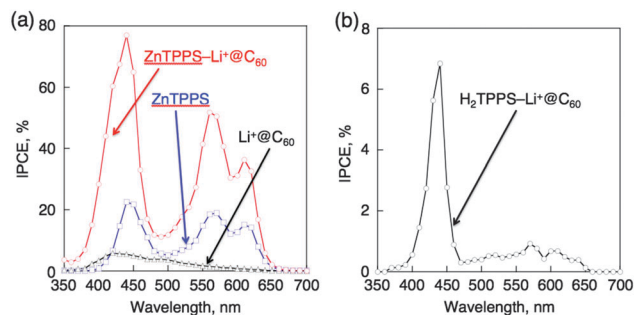 (a)
80
60
40
20
0
IPCE, %
ZnTPPS–Li⁺@C₆₀
ZnTPPS
Li⁺@C₆₀
350 400 450 500 550 600 650 700
Wavelength, nm
(b)
8
6
4
2
0
IPCE, %
H₂TPPS–Li⁺@C₆₀
350 400 450 500 550 600 650 700
Wavelength, nm